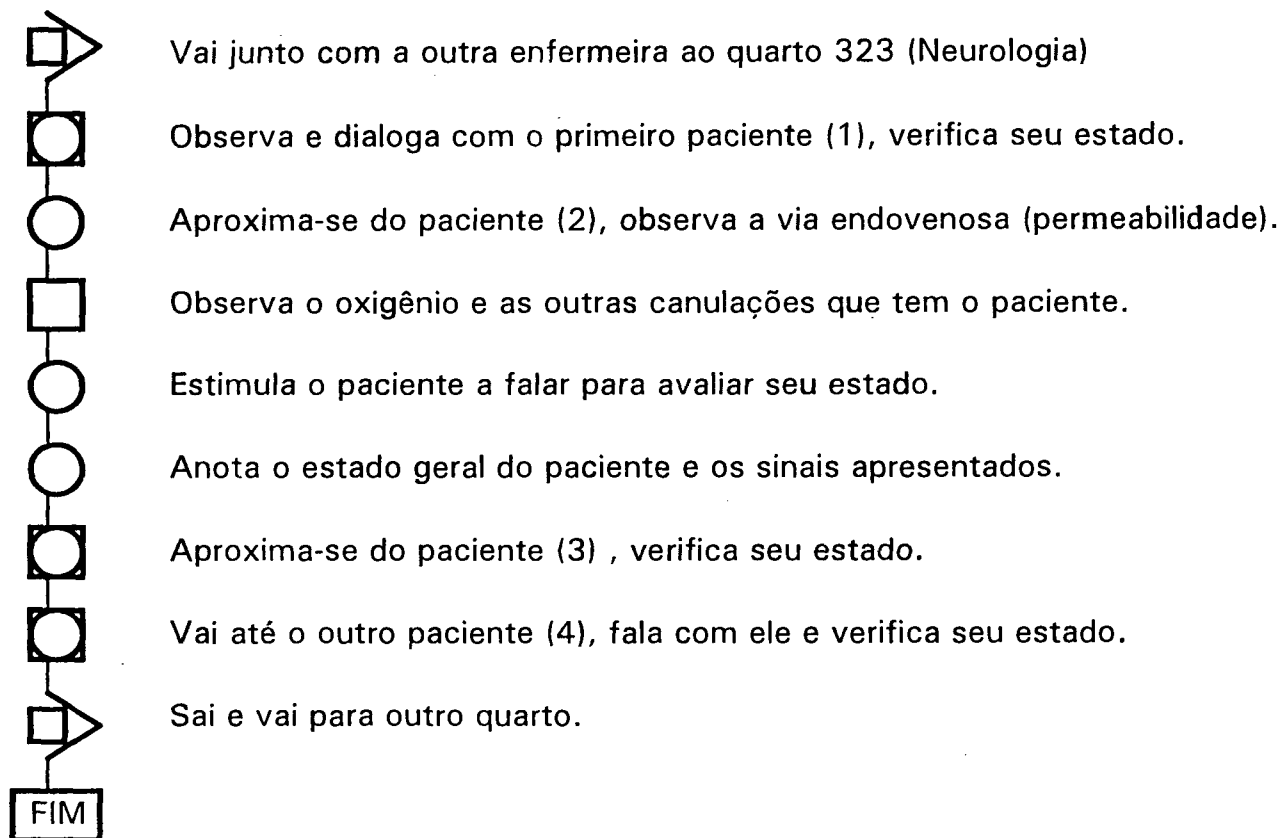 Vai junto com a outra enfermeira ao quarto 323 (Neurologia)
Observa e dialoga com o primeiro paciente (1), verifica seu estado.
Aproxima-se do paciente (2), observa a via endovenosa (permeabilidade).
Observa o oxigênio e as outras canulações que tem o paciente.
Estimula o paciente a falar para avaliar seu estado.
Anota o estado geral do paciente e os sinais apresentados.
Aproxima-se do paciente (3) , verifica seu estado.
Vai até o outro paciente (4), fala com ele e verifica seu estado.
Sai e vai para outro quarto.
FIM